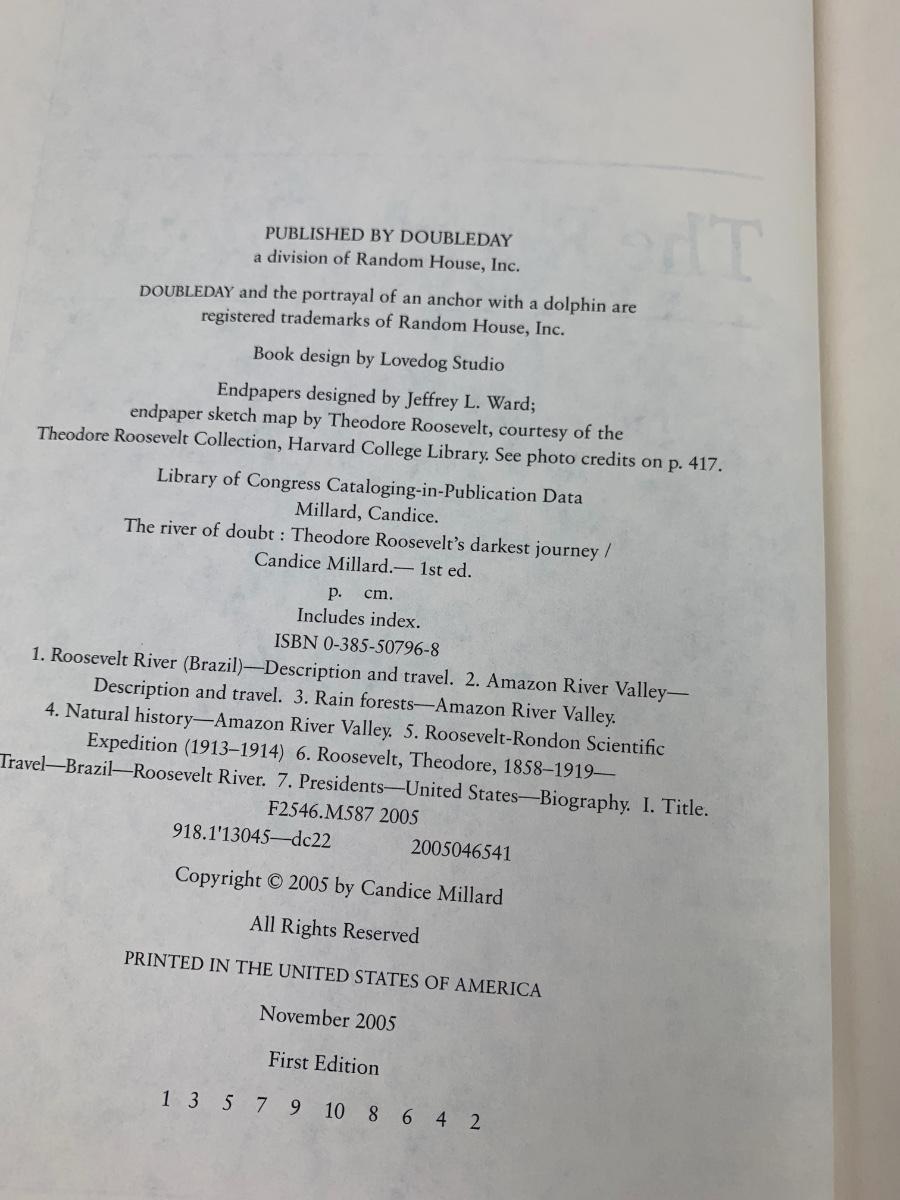 The
PUBLISHED BY DOUBLEDAY
a division of Random House, Inc.
DOUBLEDAY and the portrayal of an anchor with a dolphin are
registered trademarks of Random House, Inc.
Book design by Lovedog Studio
Endpapers designed by Jeffrey L. Ward;
endpaper sketch map by Theodore Roosevelt, courtesy of the
Theodore Roosevelt Collection, Harvard College Library. See photo credits on p. 417.
Library of Congress Cataloging-in-Publication Data
Millard, Candice.
The river of doubt : Theodore Roosevelt's darkest journey /
Candice Millard.— 1st ed.
p. cm.
Includes index.
ISBN 0-385-50796-8
1. Roosevelt River (Brazil)—Description and travel. 2. Amazon River Valley—
Description and travel. 3. Rain forests—Amazon River Valley.
4. Natural history—Amazon River Valley. 5. Roosevelt-Rondon Scientific
Expedition (1913–1914) 6. Roosevelt, Theodore, 1858–1919—
Travel—Brazil—Roosevelt River. 7. Presidents—United States—Biography. I. Title.
F2546.M587 2005
918.1'13045—dc22 2005046541
Copyright © 2005 by Candice Millard
All Rights Reserved
PRINTED IN THE UNITED STATES OF AMERICA
November 2005
First Edition
1 3 5 7 9 10 8 6 4 2